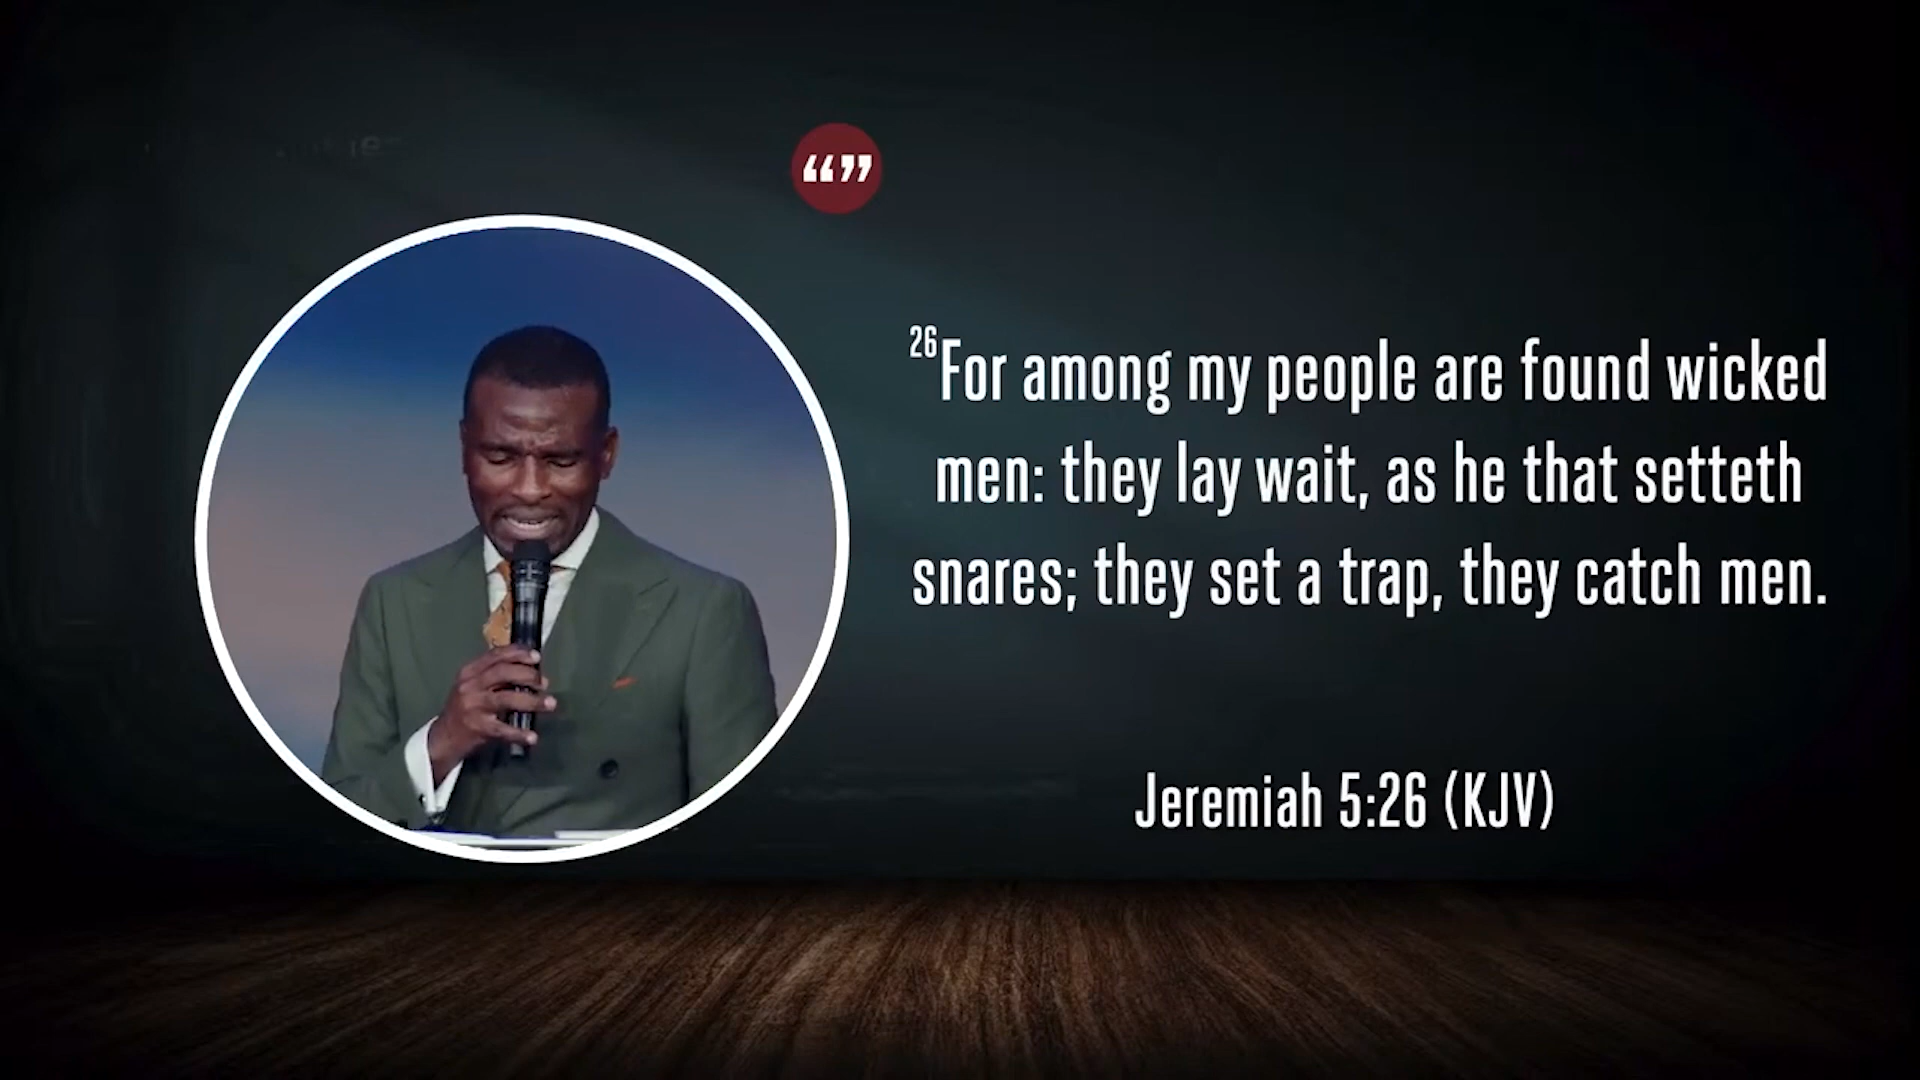 “”
26For among my people are found wicked
men: they lay wait, as he that setteth
snares; they set a trap, they catch men.
Jeremiah 5:26 (KJV)